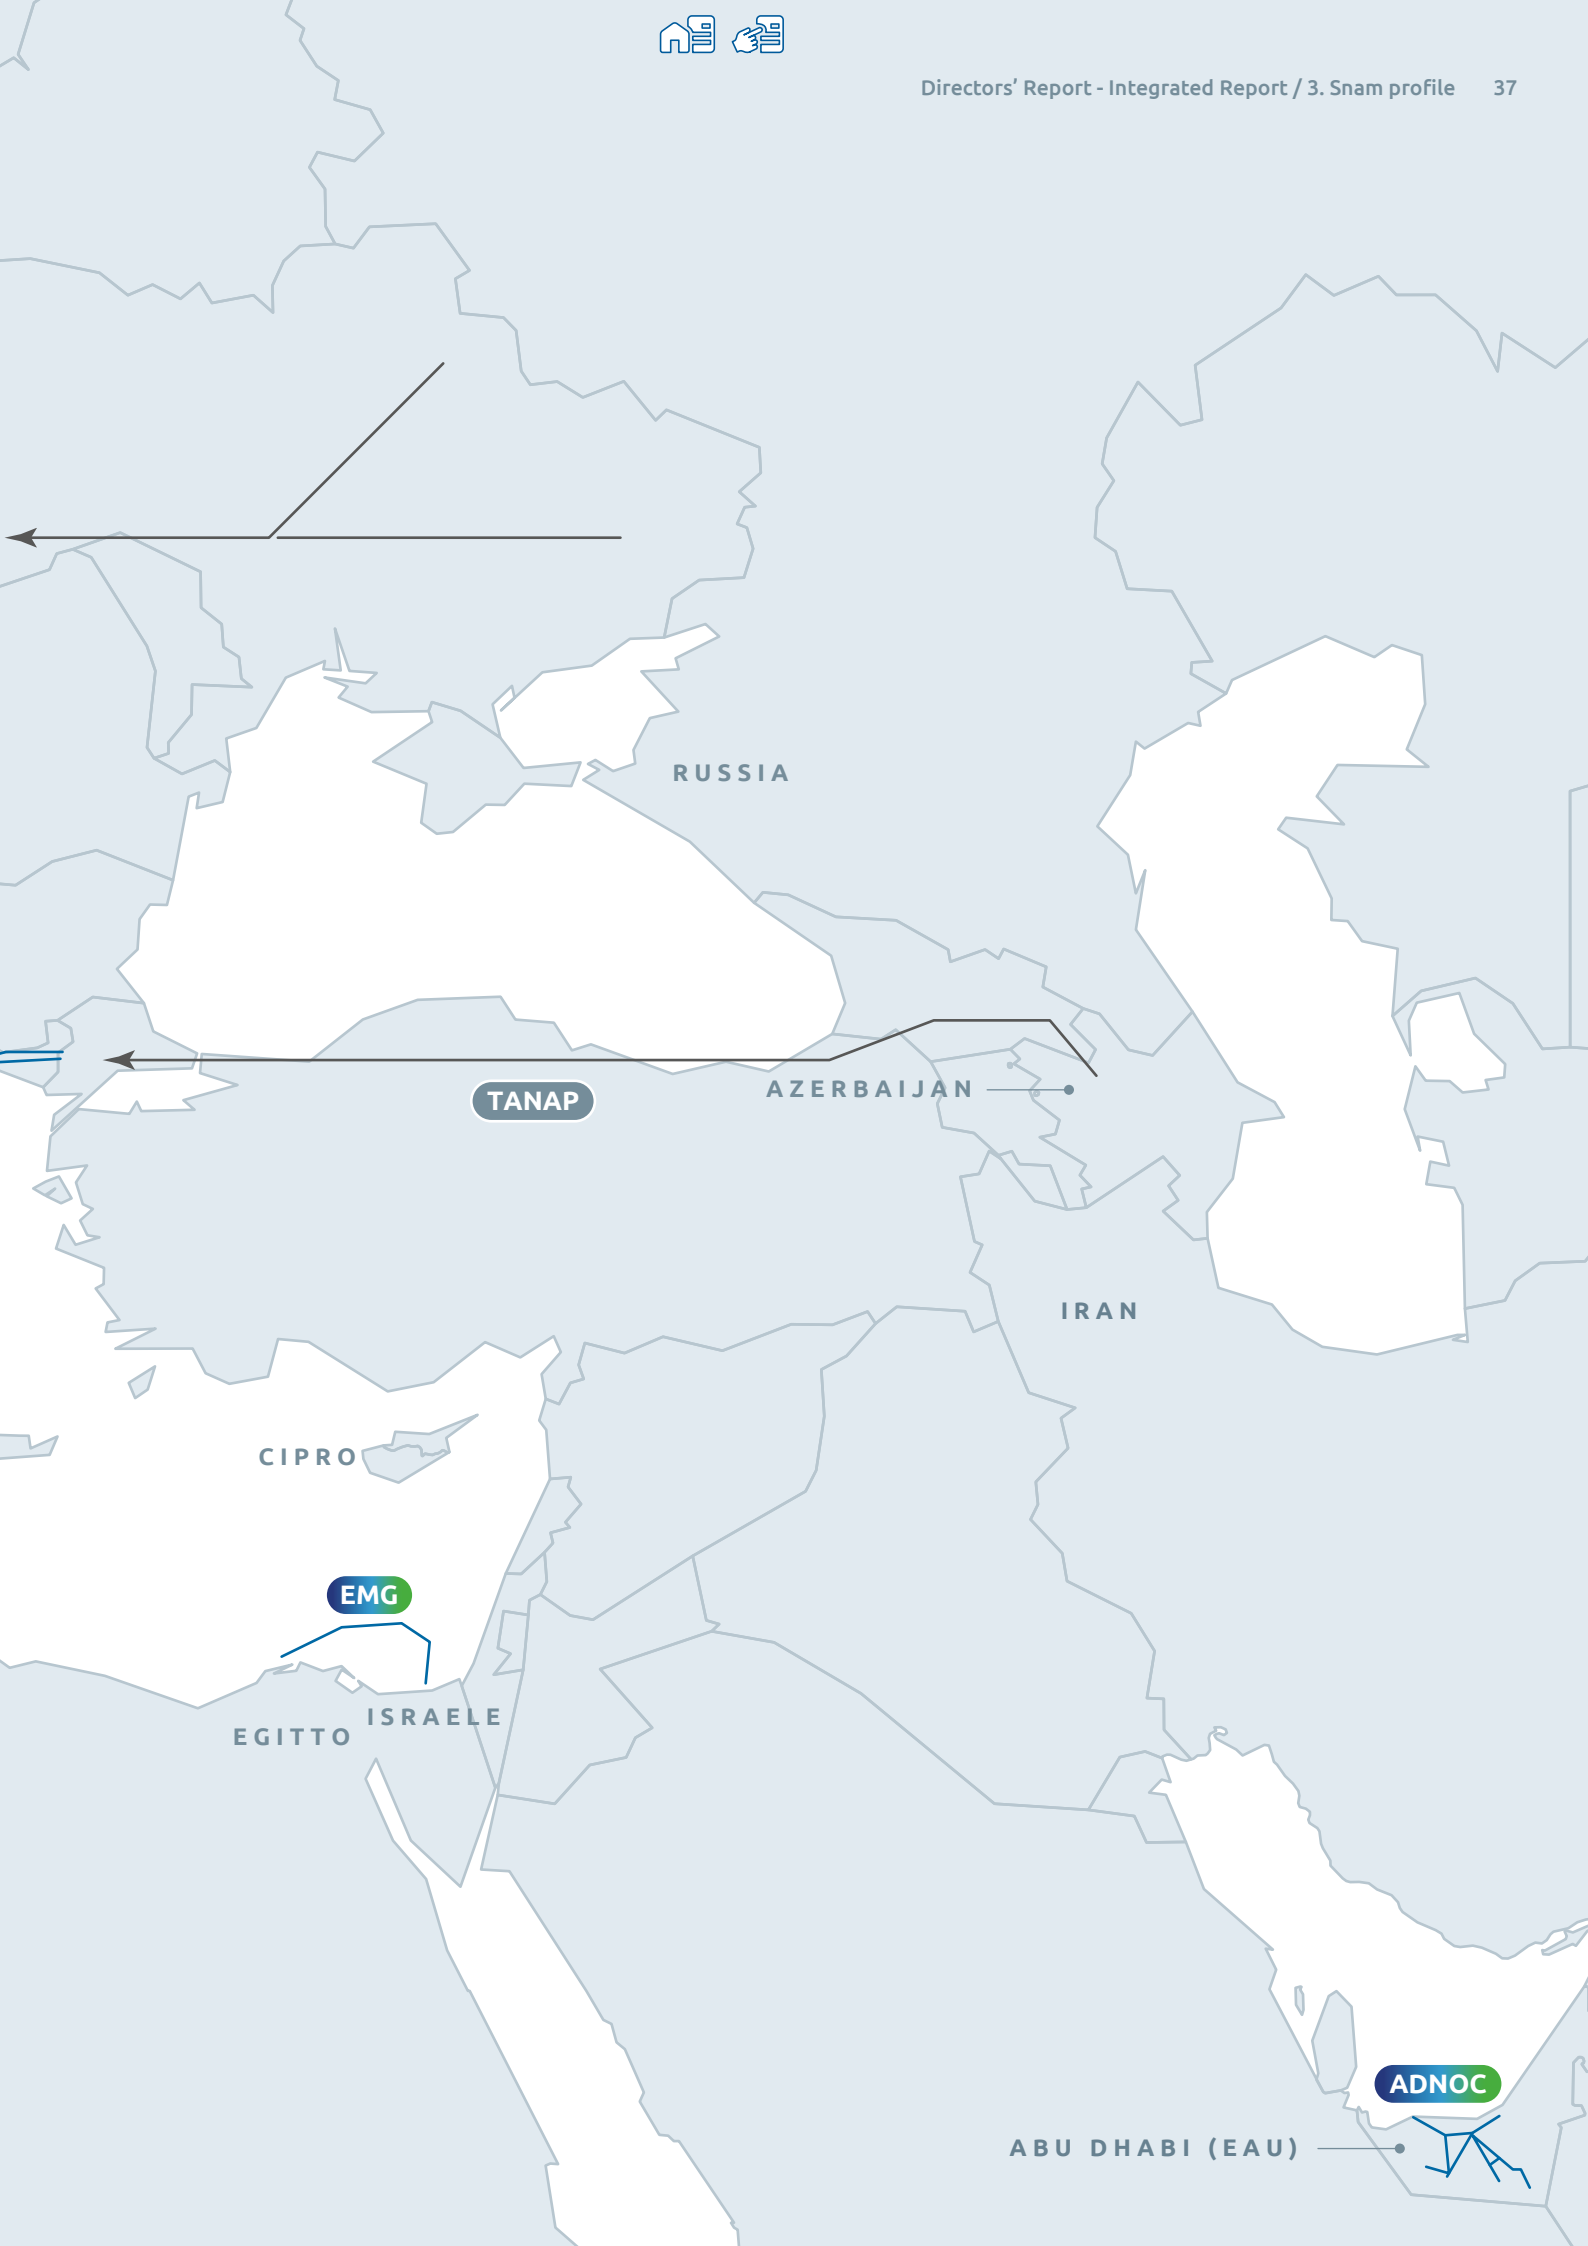 Directors’ Report - Integrated Report / 3. Snam profile 37
RUSSIA
AZERBAIJAN
TANAP
IRAN
CIPRO
EMG
ISRAELE
EGITTO
ADNOC
ABU DHABI (EAU)